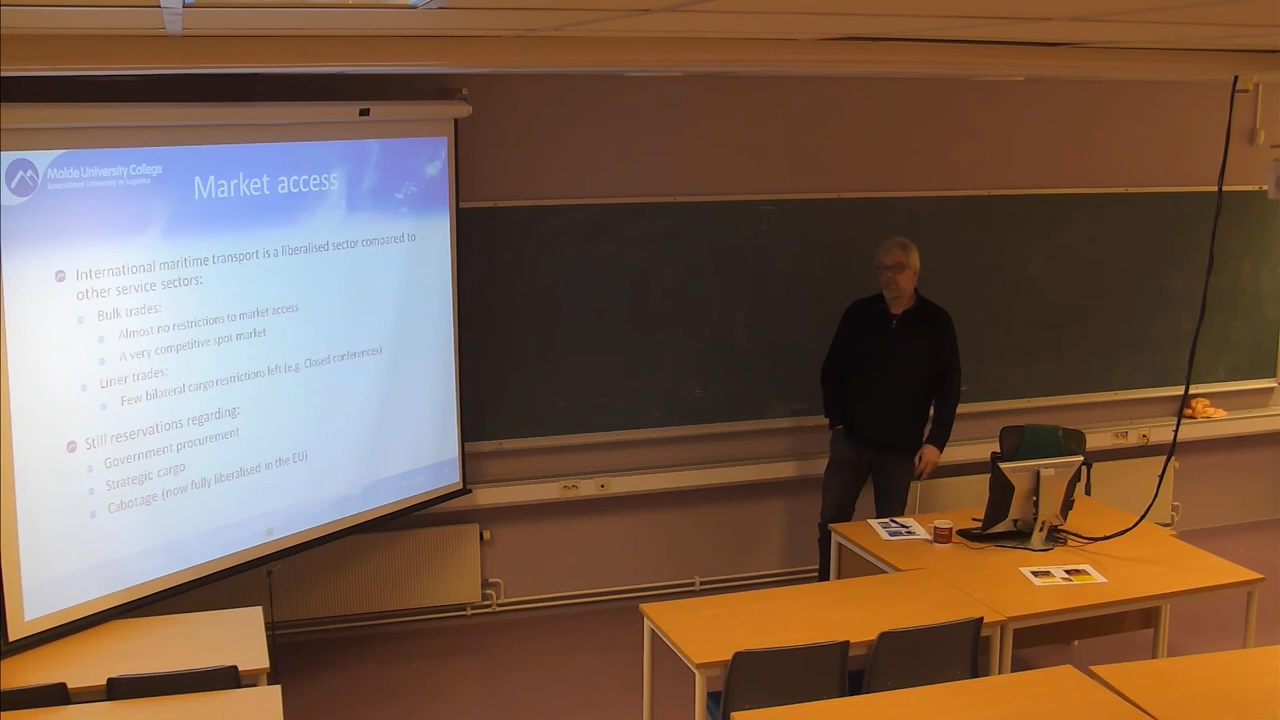 Molde University College
Specialized University in Logistics
Market access
International maritime transport is a liberalised sector compared to
other service sectors:
Bulk trades:
Almost no restrictions to market access
A very competitive spot market
Liner trades:
Few bilateral cargo restrictions left (e.g. Closed conferences)
Still reservations regarding:
Government procurement
Strategic cargo
Cabotage (now fully liberalised in the EU)